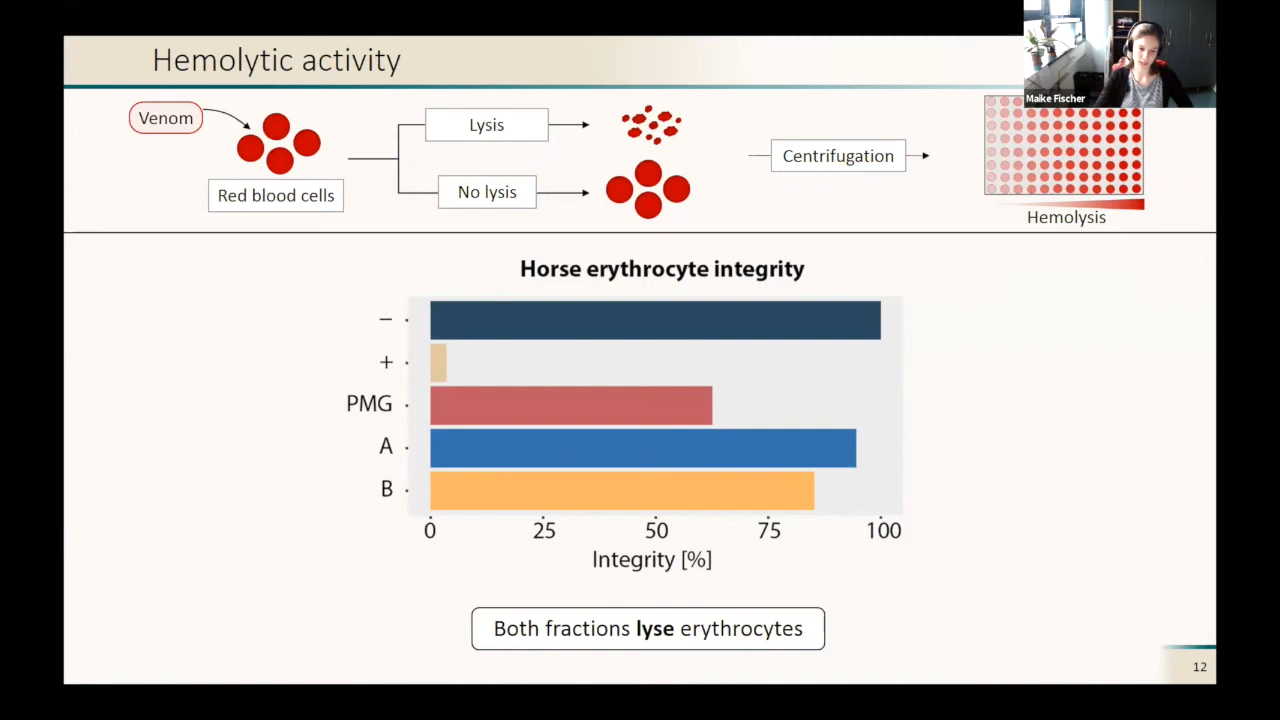 Hemolytic activity
Maike Fischer
Venom
Red blood cells
Lysis
No lysis
Centrifugation
Hemolysis
Horse erythrocyte integrity
−
+
PMG
A
B
0 25 50 75 100
Integrity [%]
Both fractions lyse erythrocytes
12